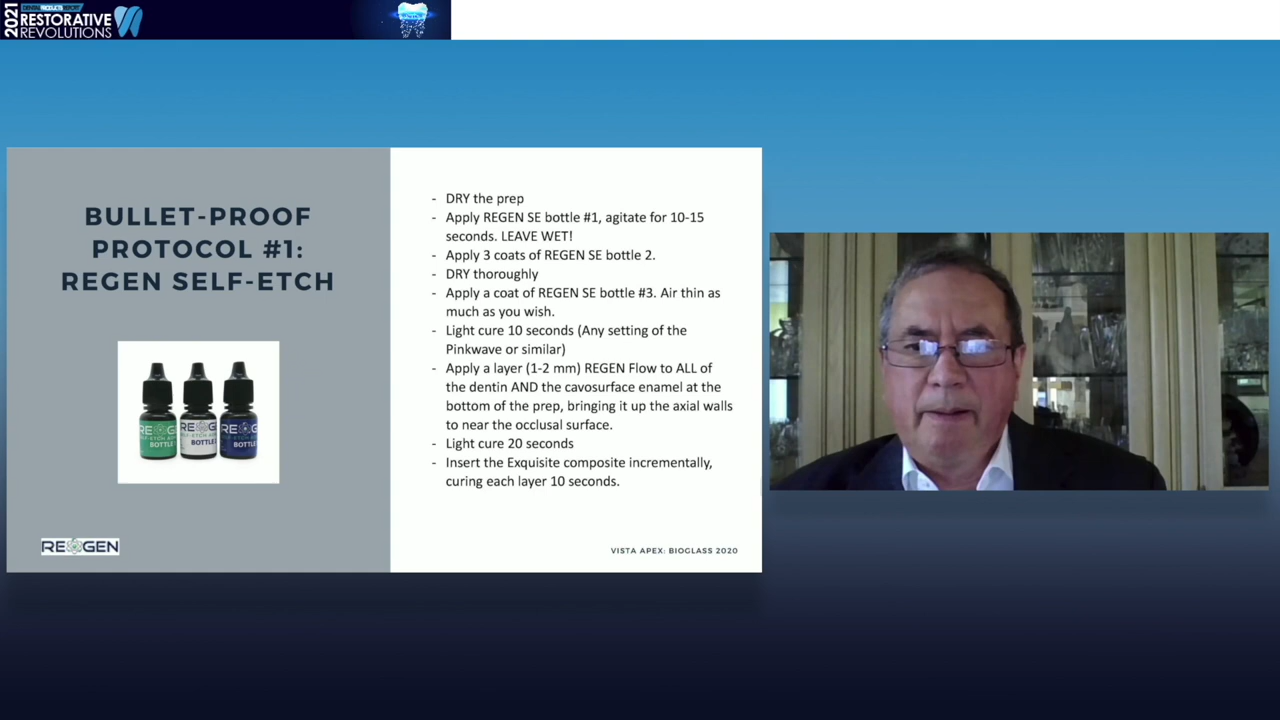 2021
DENTAL PRODUCTS REPORT
RESTORATIVE
REVOLUTIONS
BULLET-PROOF
PROTOCOL #1:
REGEN SELF-ETCH
- DRY the prep
- Apply REGEN SE bottle #1, agitate for 10-15
seconds. LEAVE WET!
- Apply 3 coats of REGEN SE bottle 2.
- DRY thoroughly
- Apply a coat of REGEN SE bottle #3. Air thin as
much as you wish.
- Light cure 10 seconds (Any setting of the
Pinkwave or similar)
- Apply a layer (1-2 mm) REGEN Flow to ALL of
the dentin AND the cavosurface enamel at the
bottom of the prep, bringing it up the axial walls
to near the occlusal surface.
- Light cure 20 seconds
- Insert the Exquisite composite incrementally,
curing each layer 10 seconds.
BOTTLE
BOTTLE
REGEN
VISTA APEX: BIOGLASS 2020